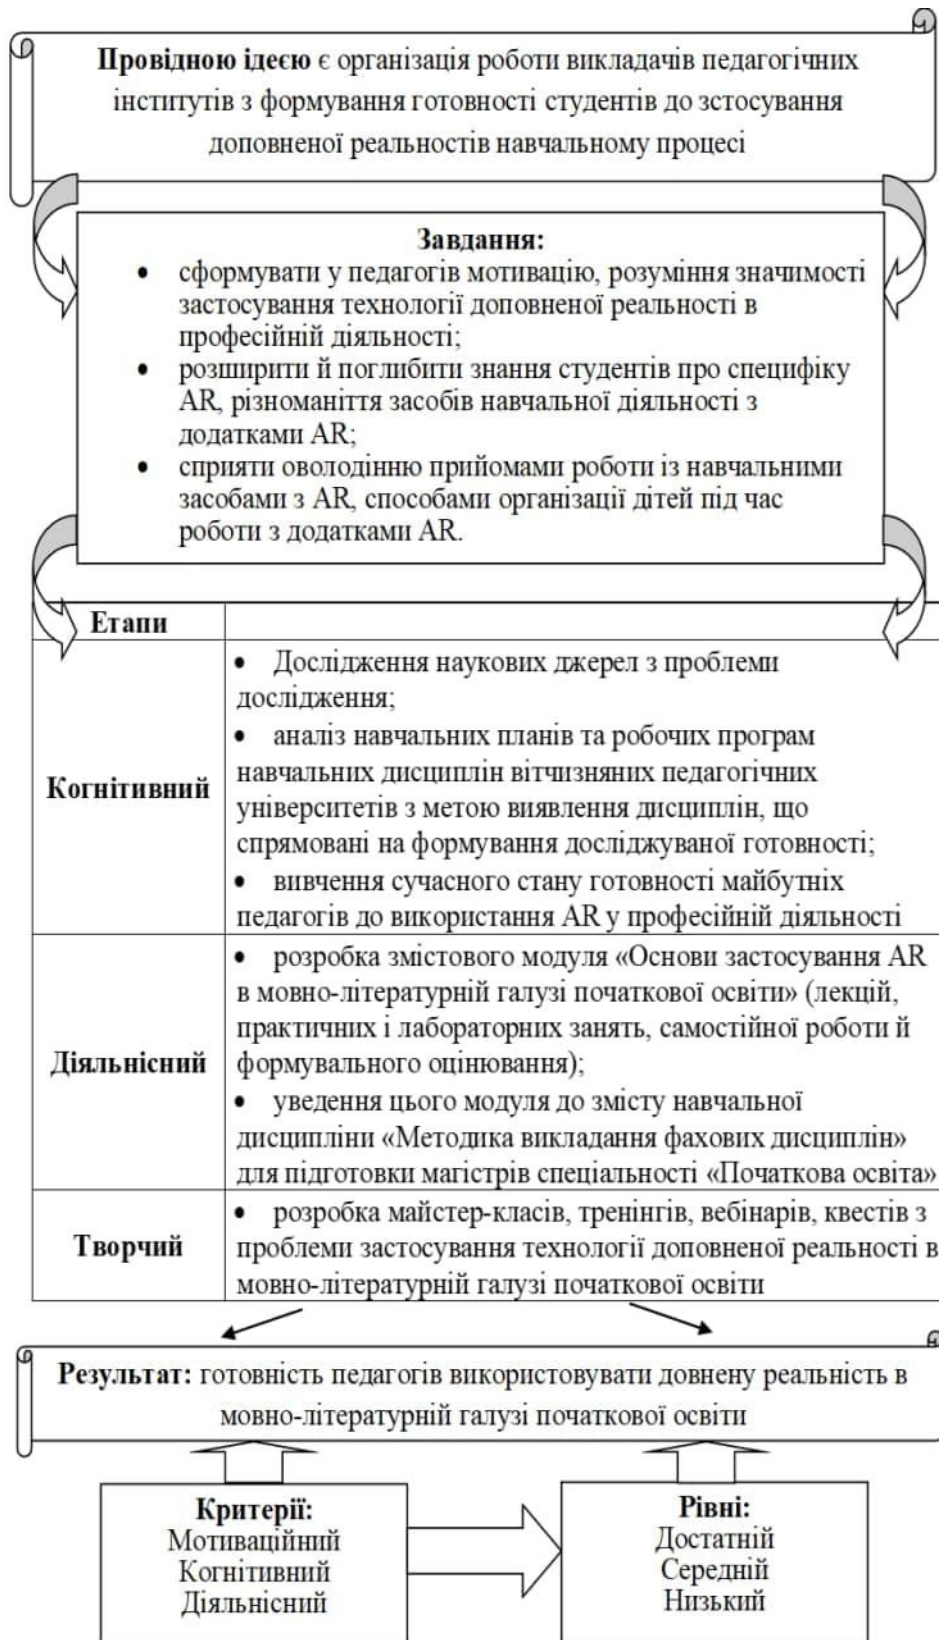 Провідною ідеєю є організація роботи викладачів педагогічних
інститутів з формування готовності студентів до зстосування
доповненої реальностів навчальному процесі
Завдання:
• сформувати у педагогів мотивацію, розуміння значимості
застосування технології доповненої реальності в
професійній діяльності;
• розширити й поглибити знання студентів про специфіку
AR, різноманіття засобів навчальної діяльності з
додатками AR;
• сприяти оволодінню прийомами роботи із навчальними
засобами з AR, способами організації дітей під час
роботи з додатками AR.
Етапи
Когнітивний
• Дослідження наукових джерел з проблеми
дослідження;
• аналіз навчальних планів та робочих програм
навчальних дисциплін вітчизняних педагогічних
університетів з метою виявлення дисциплін, що
спрямовані на формування досліджуваної готовності;
• вивчення сучасного стану готовності майбутніх
педагогів до використання AR у професійній діяльності
Діяльнісний
• розробка змістового модуля «Основи застосування AR
в мовно-літературній галузі початкової освіти» (лекцій,
практичних і лабораторних занять, самостійної роботи й
формувального оцінювання);
• уведення цього модуля до змісту навчальної
дисципліни «Методика викладання фахових дисциплін»
для підготовки магістрів спеціальності «Початкова освіта»
Творчий
• розробка майстер-класів, тренінгів, вебінарів, квестів з
проблеми застосування технології доповненої реальності в
мовно-літературній галузі початкової освіти
Результат: готовність педагогів використовувати довнену реальність в
мовно-літературній галузі початкової освіти
Критерії:
Мотиваційний
Когнітивний
Діяльнісний
Рівні:
Достатній
Середній
Низький